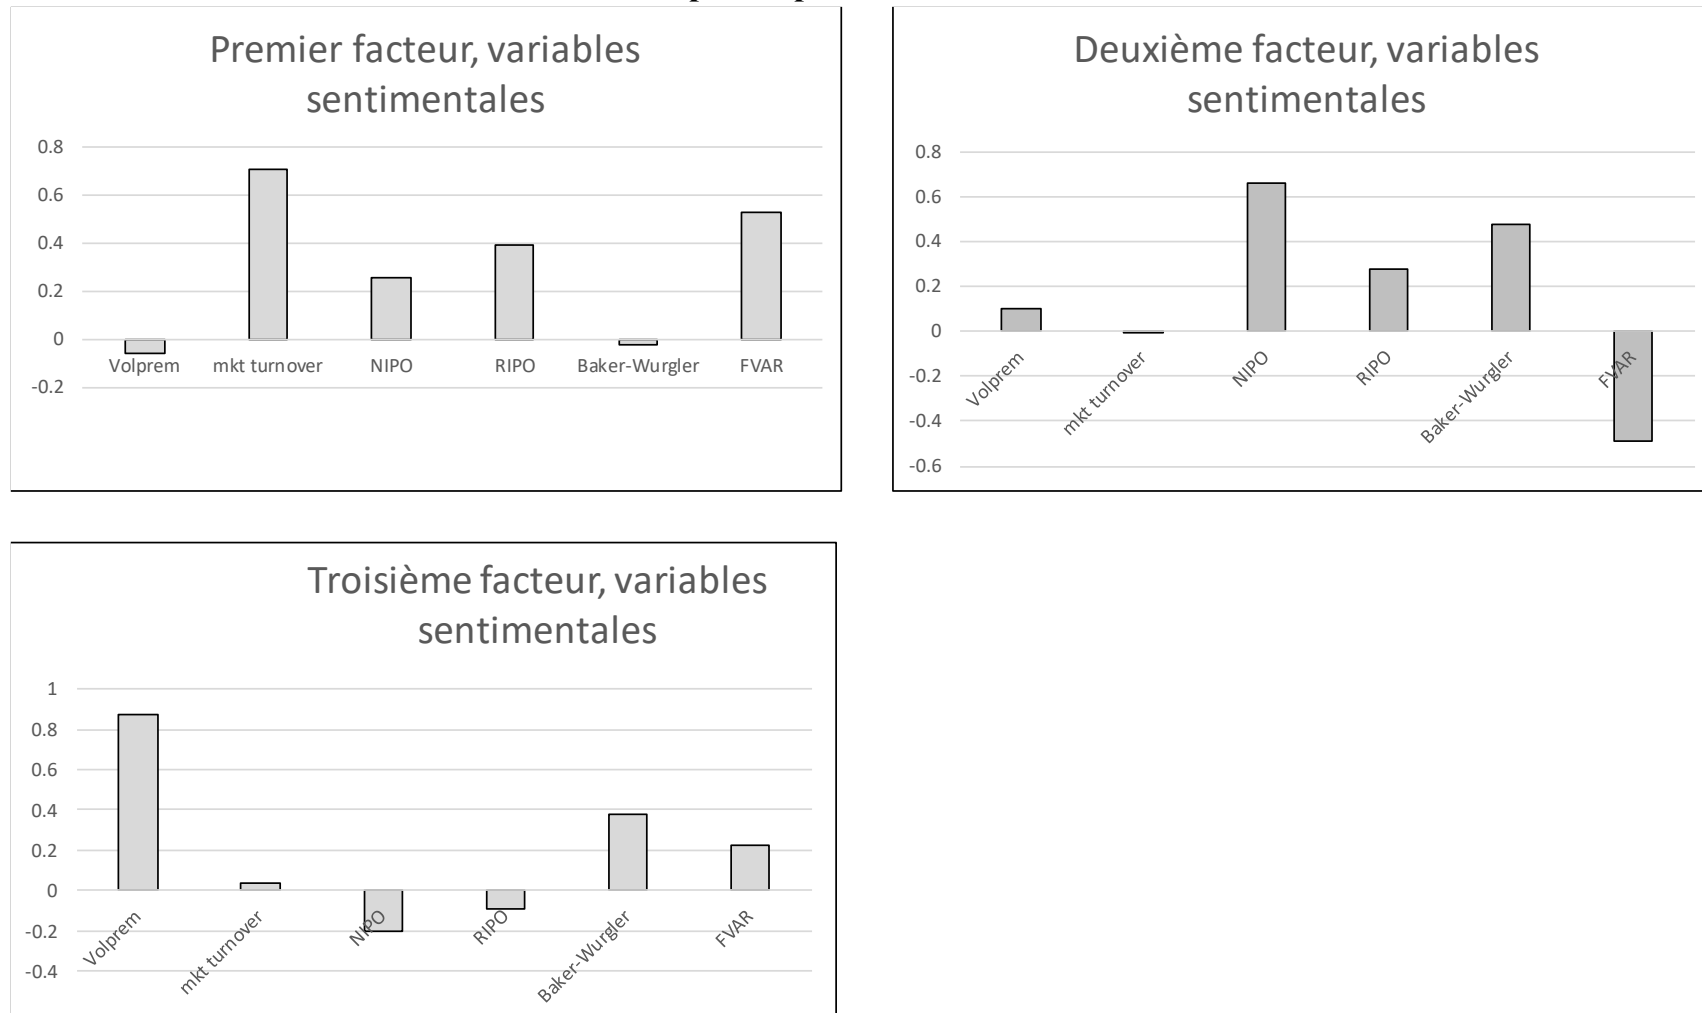 Premier facteur, variables
sentimentales
0.8
0.6
0.4
0.2
0
-0.2
Volprem mkt turnover NIPO RIPO Baker-Wurgler FVAR
Deuxième facteur, variables
sentimentales
0.8
0.6
0.4
0.2
0
-0.2
-0.4
-0.6
Volprem mkt turnover NIPO RIPO Baker-Wurgler FVAR
Troisième facteur, variables
sentimentales
1
0.8
0.6
0.4
0.2
0
-0.2
-0.4
Volprem mkt turnover NIPO RIPO Baker-Wurgler FVAR